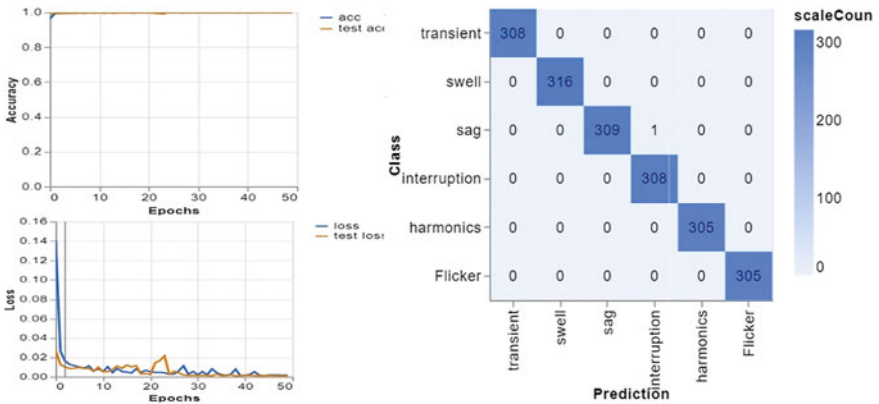 acc
test acc
1.0
0.8
0.6
0.4
0.2
0.0
Accuracy
0 10 20 30 40 50
Epochs
loss
test loss
0.16
0.14
0.12
0.10
0.08
0.06
0.04
0.02
0.00
Loss
0 10 20 30 40 50
Epochs
transient 308 0 0 0 0 0
swell 0 316 0 0 0 0
sag 0 0 309 1 0 0
interruption 0 0 0 308 0 0
harmonics 0 0 0 0 305 0
Flicker 0 0 0 0 0 305
Class
transient
swell
sag
interruption
harmonics
Flicker
Prediction
scaleCoun
300
200
100
0